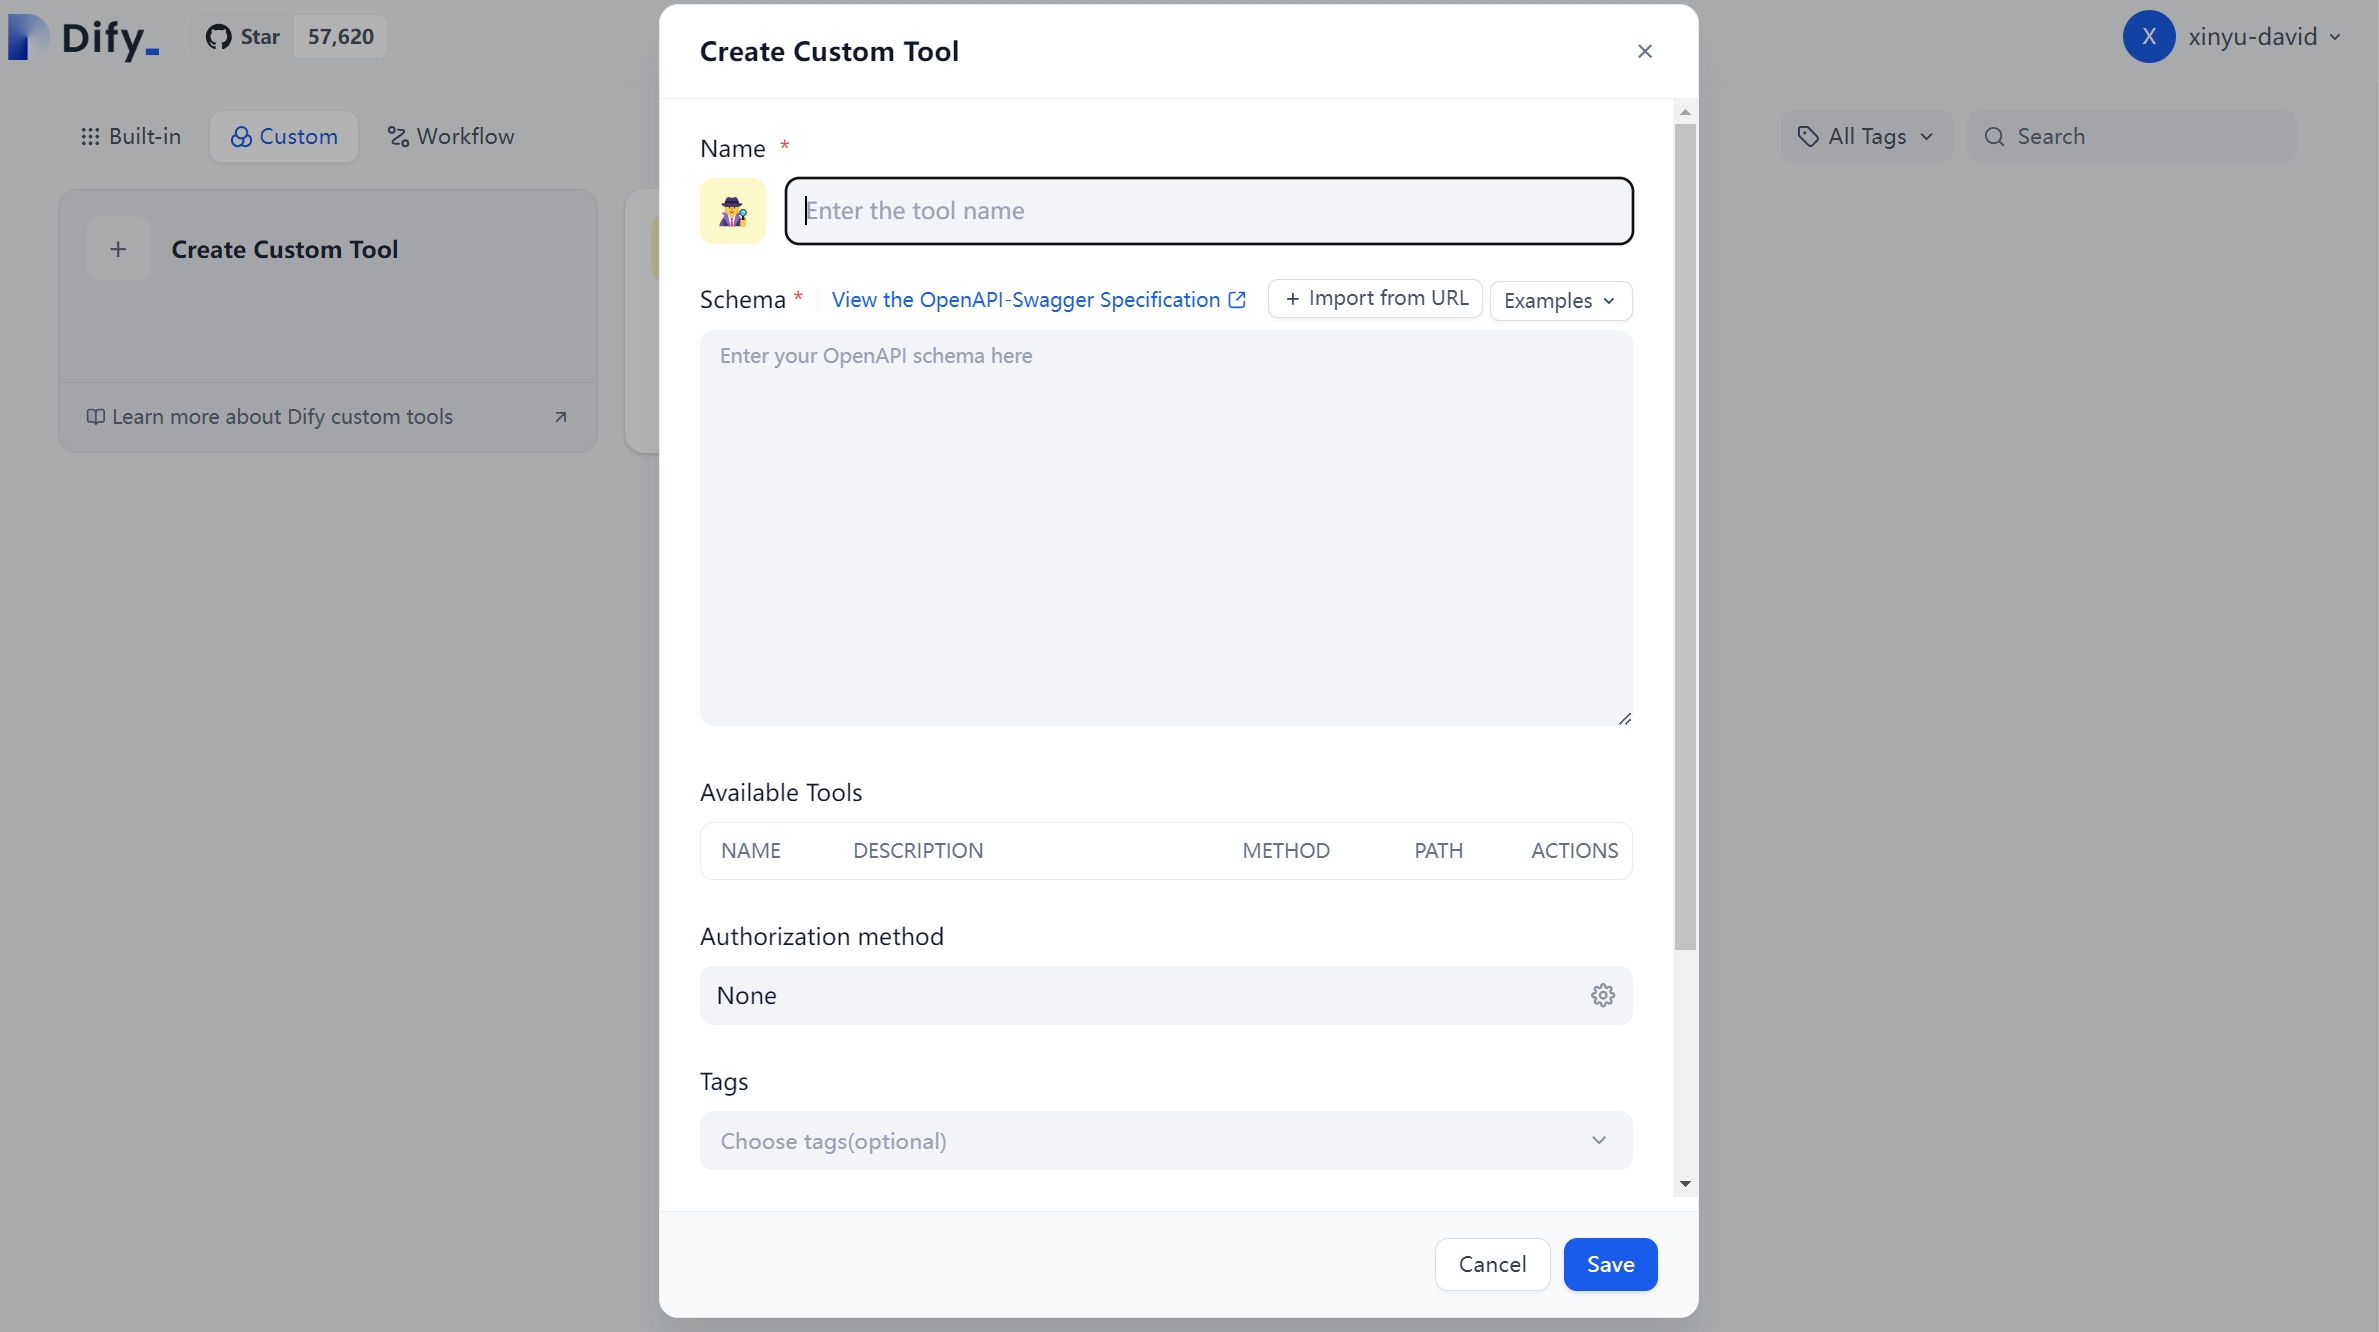 Dify_
Star 57,620
Create Custom Tool
X xinyu-david
Built-in Custom Workflow
All Tags Search
Create Custom Tool
Learn more about Dify custom tools
Name *
Enter the tool name
Schema * View the OpenAPI-Swagger Specification + Import from URL Examples
Enter your OpenAPI schema here
Available Tools
NAME DESCRIPTION METHOD PATH ACTIONS
Authorization method
None
Tags
Choose tags(optional)
Cancel Save